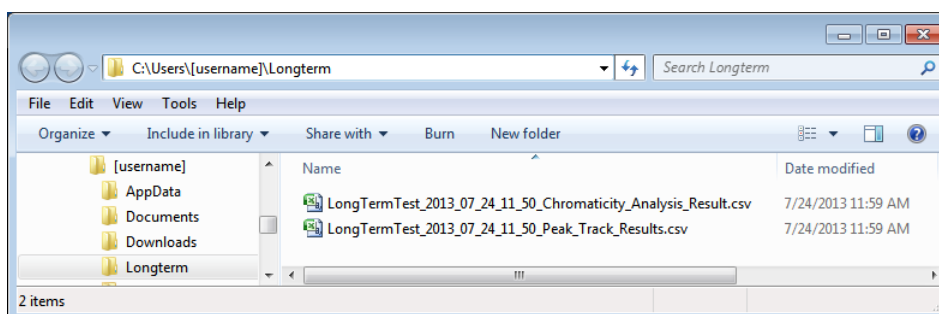 C:\Users\[username]\Longterm
Search Longterm
File Edit View Tools Help
Organize Include in library Share with Burn New folder
[username]
AppData
Documents
Downloads
Longterm
Name Date modified
LongTermTest_2013_07_24_11_50_Chromaticity_Analysis_Result.csv 7/24/2013 11:59 AM
LongTermTest_2013_07_24_11_50_Peak_Track_Results.csv 7/24/2013 11:59 AM
2 items